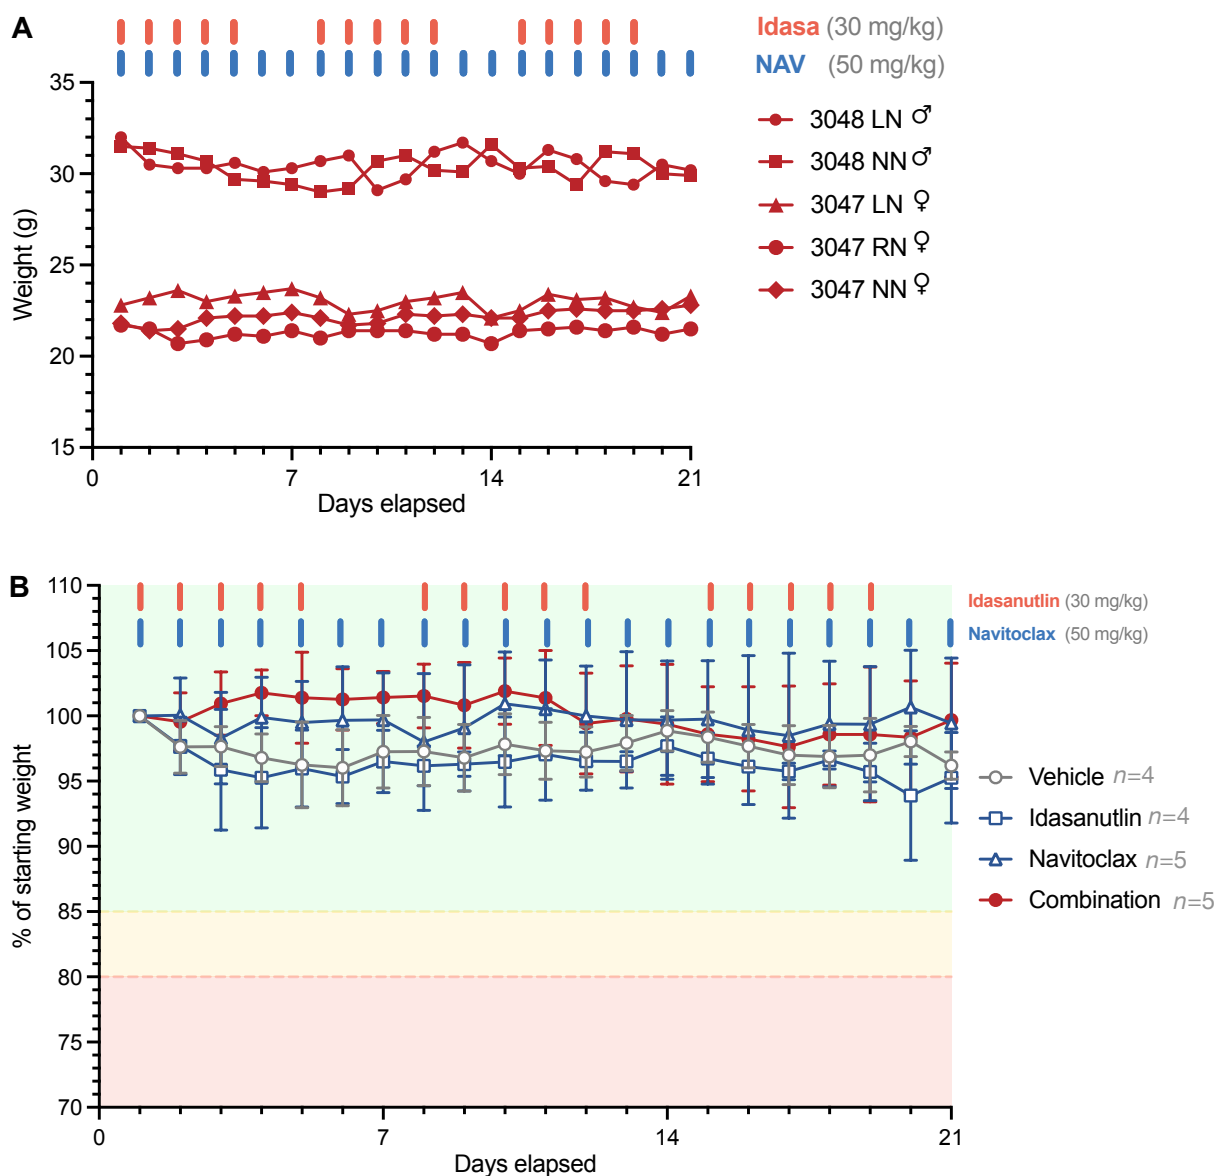 A
Idasa (30 mg/kg)
NAV (50 mg/kg)
35
30
25
20
15
Weight (g)
0
7
14
21
Days elapsed
3048 LN ♂
3048 NN ♂
3047 LN ♀
3047 RN ♀
3047 NN ♀
B
110
105
100
95
90
85
80
75
70
% of starting weight
0
7
14
21
Days elapsed
Idasanutlin (30 mg/kg)
Navitoclax (50 mg/kg)
Vehicle n=4
Idasanutlin n=4
Navitoclax n=5
Combination n=5